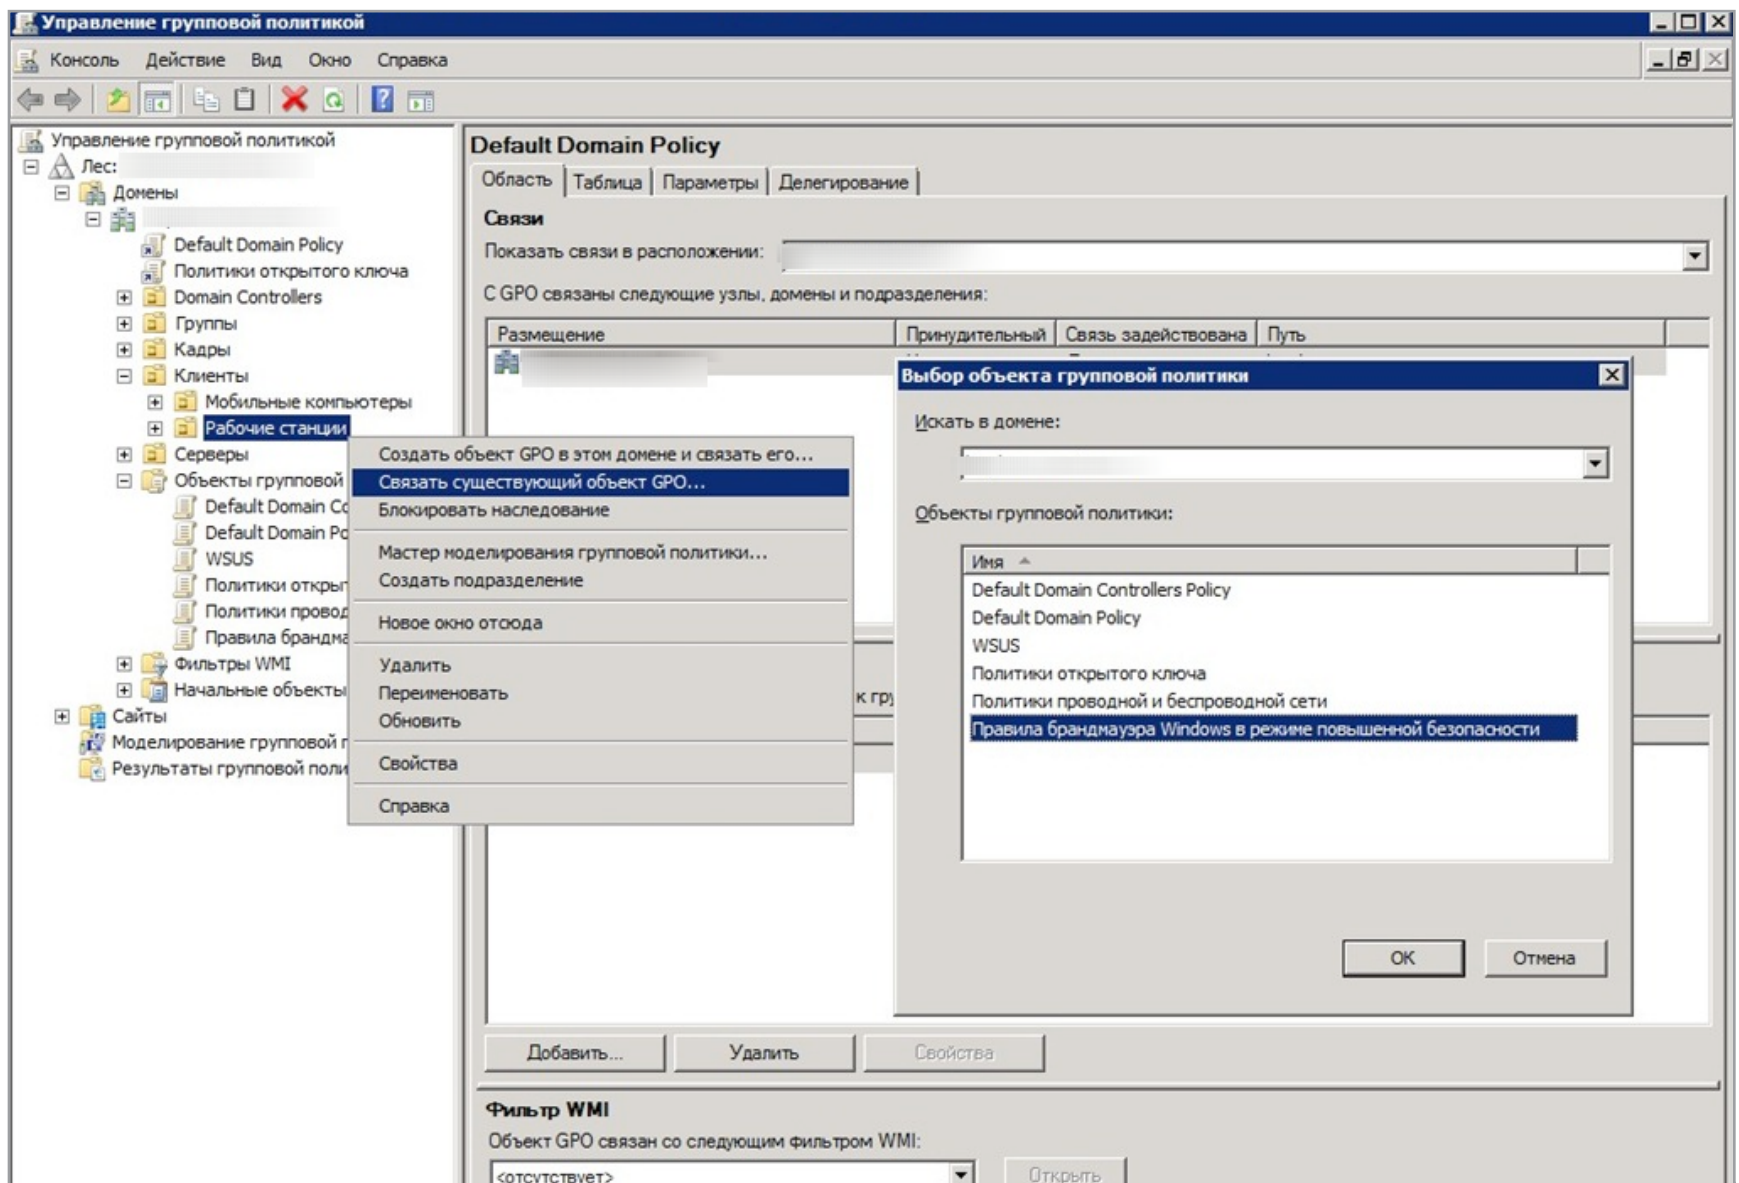 Управление групповой политикой
Консоль Действие Вид Окно Справка
Управление групповой политикой
Лес:
Домены
Default Domain Policy
Политики открытого ключа
Domain Controllers
Группы
Кадры
Клиенты
Мобильные компьютеры
Рабочие станции
Серверы
Объекты групповой
Default Domain Co
Default Domain Po
WSUS
Политики открыт
Политики провод
Правила брандма
Фильтры WMI
Начальные объекты
Сайты
Моделирование групповой г
Результаты групповой поли
Создать объект GPO в этом домене и связать его...
Связать существующий объект GPO...
Блокировать наследование
Мастер моделирования групповой политики...
Создать подразделение
Новое окно отсюда
Удалить
Переименовать
Обновить
Свойства
Справка
Default Domain Policy
Область Таблица Параметры Делегирование
Связи
Показать связи в расположении:
С GPO связаны следующие узлы, домены и подразделения:
Размещение Принудительный Связь задействована Путь
к гру
Выбор объекта групповой политики
Искать в домене:
Объекты групповой политики:
Имя
Default Domain Controllers Policy
Default Domain Policy
WSUS
Политики открытого ключа
Политики проводной и беспроводной сети
Правила брандмауэра Windows в режиме повышенной безопасности
OK Отмена
Добавить... Удалить Свойства
Фильтр WMI
Объект GPO связан со следующим фильтром WMI:
<отсутствует> Открыть